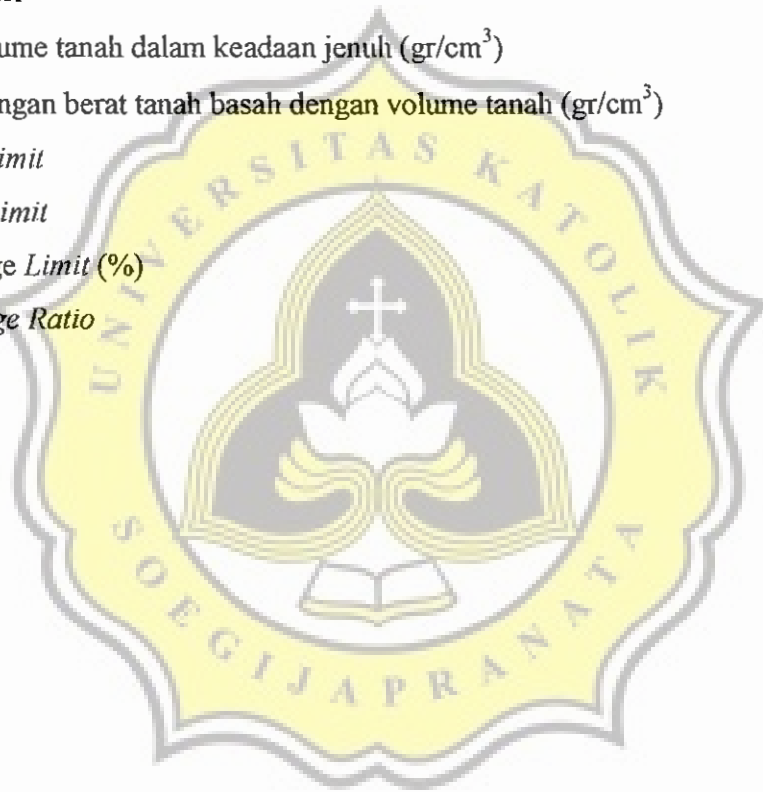 ume tanah dalam keadaan jenuh (gr/cm³)
ngan berat tanah basah dengan volume tanah (gr/cm³)
imit
imit
ge Limit (%)
ge Ratio
UNIVERSITAS KATOLIK
SOEGIJAPRANATA